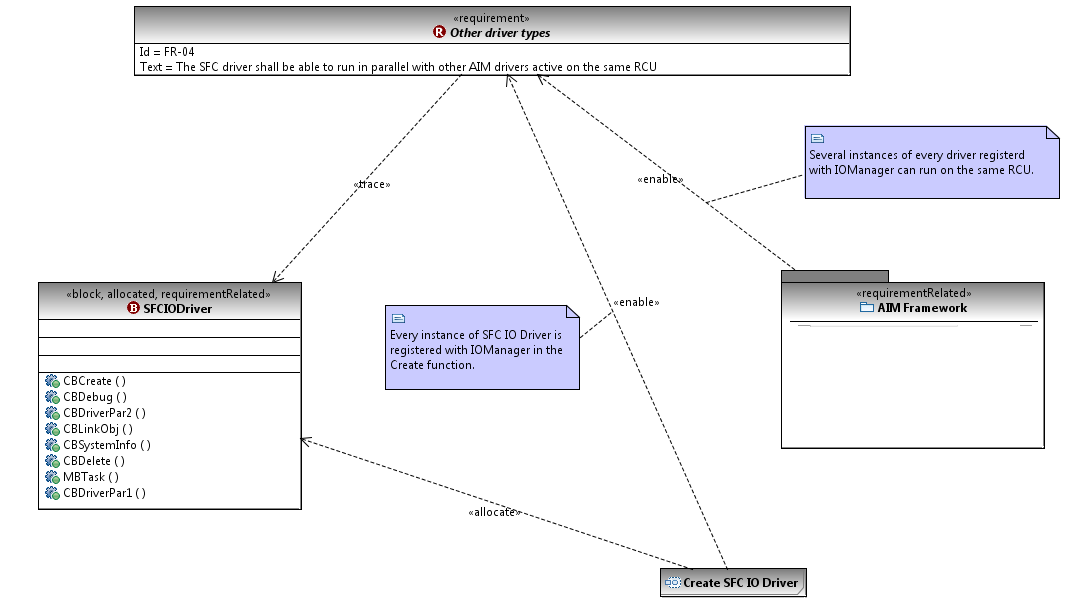 «requirement»
R Other driver types
Id = FR-04
Text = The SFC driver shall be able to run in parallel with other AIM drivers active on the same RCU
Several instances of every driver registerd
with IOManager can run on the same RCU.
«trace»
«enable»
«block, allocated, requirementRelated»
B SFCIODriver
«requirementRelated»
AIM Framework
«enable»
Every instance of SFC IO Driver is
registered with IOManager in the
Create function.
CBCreate ( )
CBDebug ( )
CBDriverPar2 ( )
CBLinkObj ( )
CBSystemInfo ( )
CBDelete ( )
MBTask ( )
CBDriverPar1 ( )
«allocate»
Create SFC IO Driver